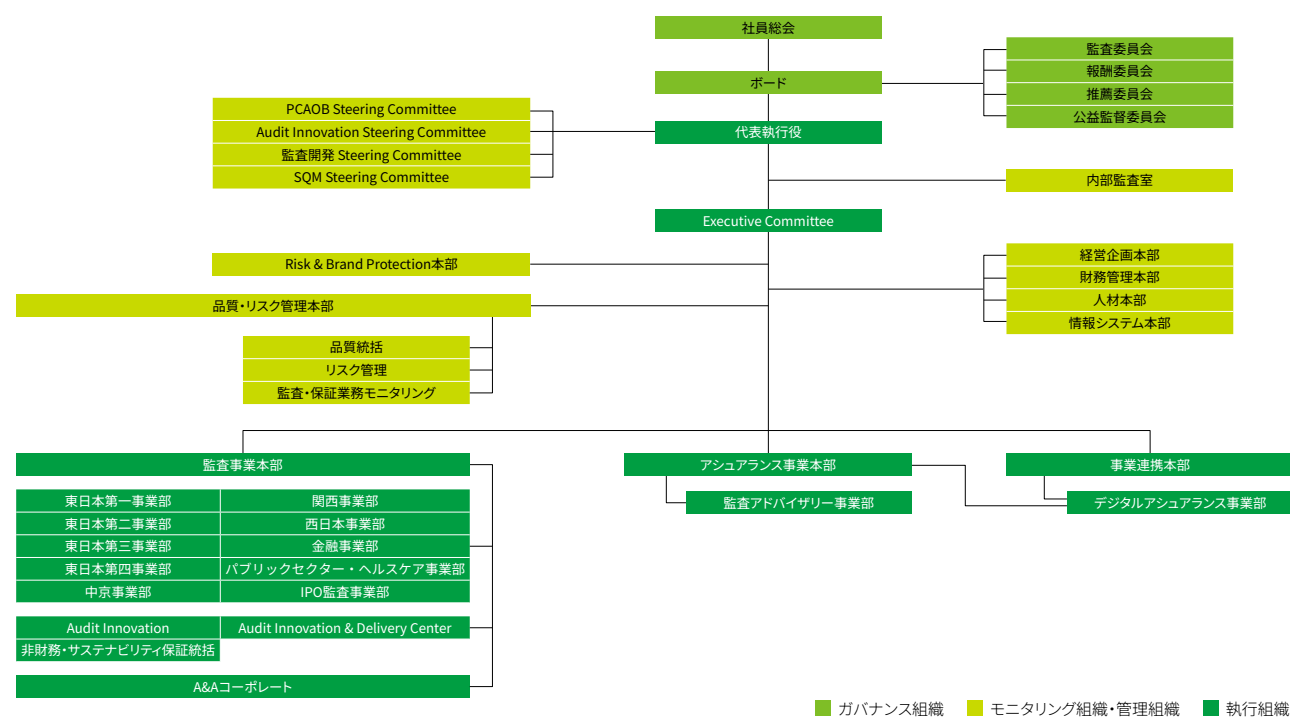 社員総会
ボード
監査委員会
報酬委員会
推薦委員会
公益監督委員会
PCAOB Steering Committee
Audit Innovation Steering Committee
監査開発 Steering Committee
SQM Steering Committee
代表執行役
内部監査室
Executive Committee
Risk & Brand Protection本部
経営企画本部
財務管理本部
人材本部
情報システム本部
品質・リスク管理本部
品質統括
リスク管理
監査・保証業務モニタリング
監査事業本部
東日本第一事業部
関西事業部
東日本第二事業部
西日本事業部
東日本第三事業部
金融事業部
東日本第四事業部
パブリックセクター・ヘルスケア事業部
中京事業部
IPO監査事業部
Audit Innovation
Audit Innovation & Delivery Center
非財務・サステナビリティ保証統括
A&Aコーポレート
アシュアランス事業本部
監査アドバイザリー事業部
事業連携本部
デジタルアシュアランス事業部
ガバナンス組織
モニタリング組織・管理組織
執行組織